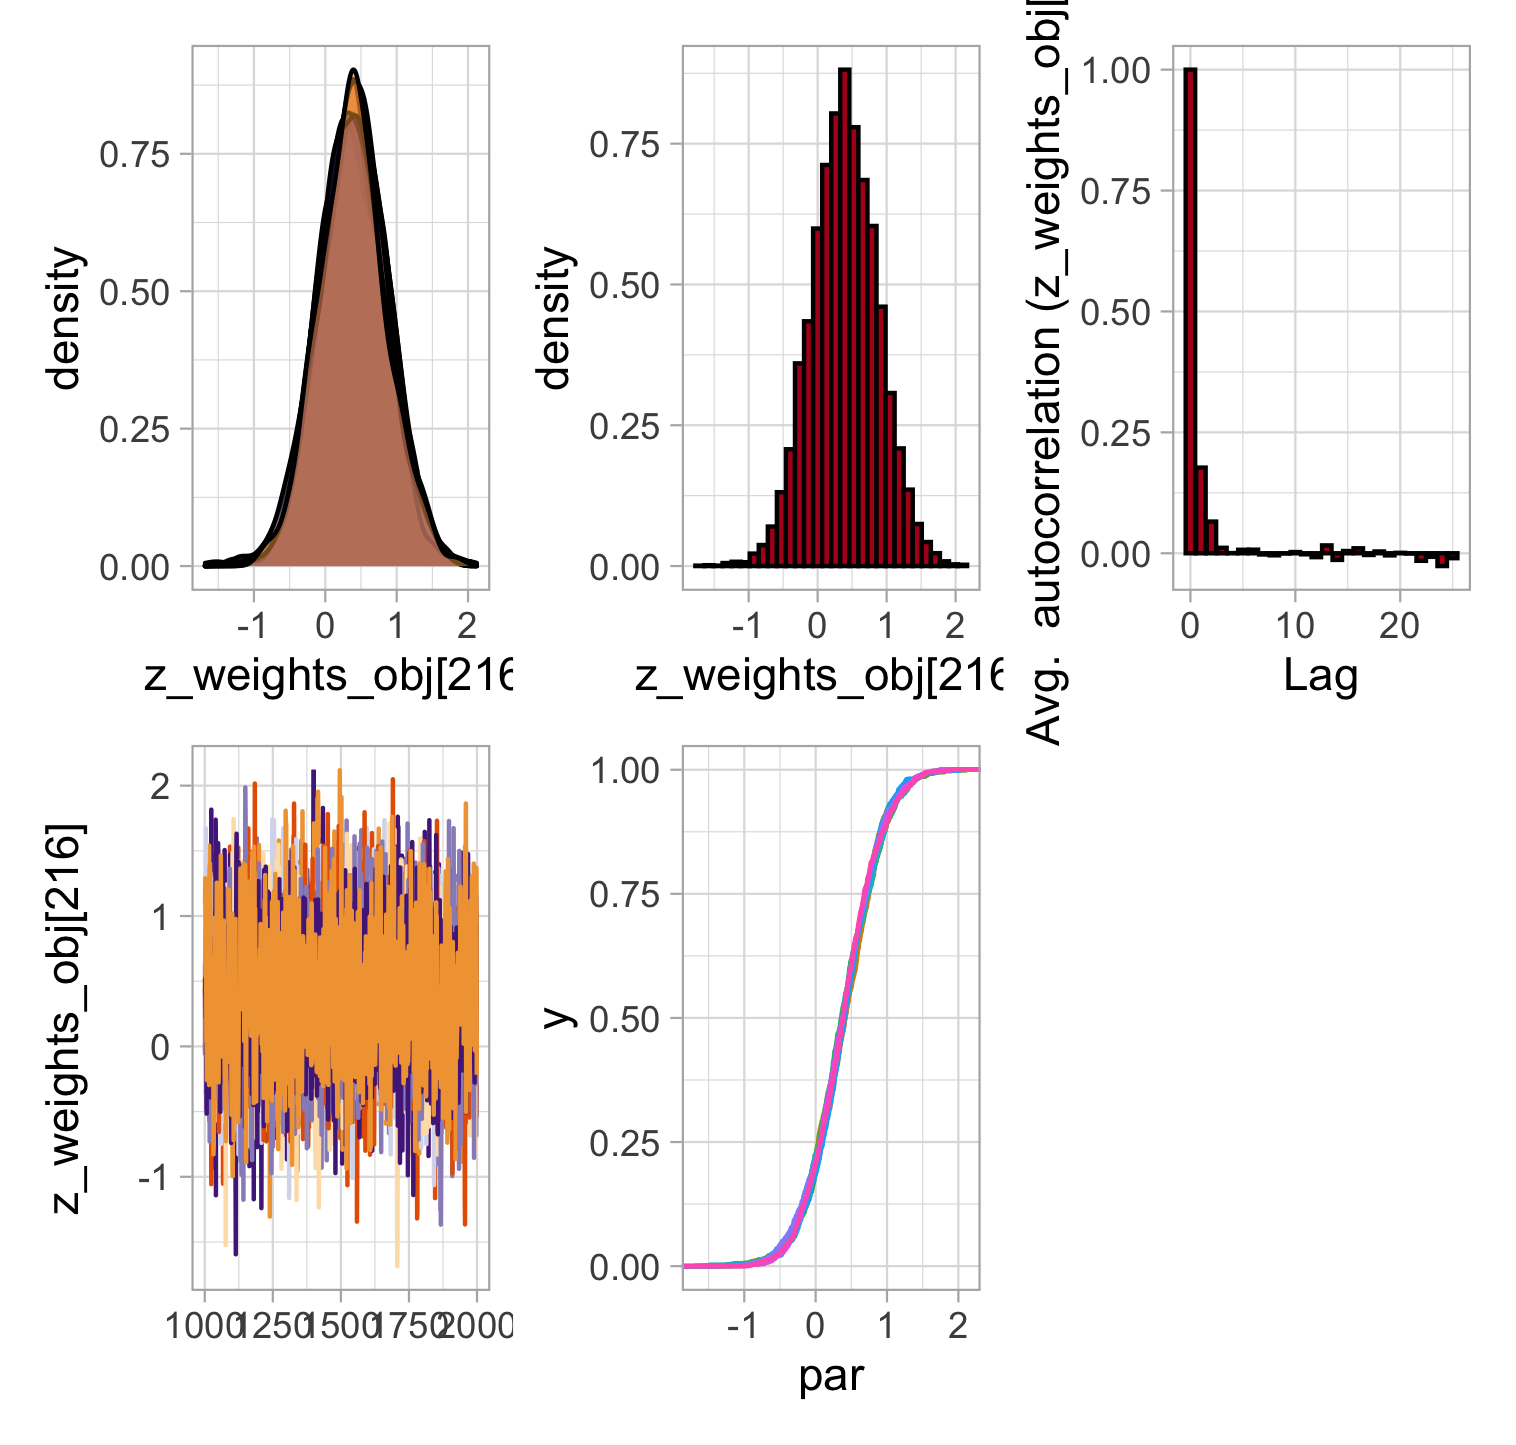 density
0.75
0.50
0.25
0.00
-1 0 1 2
z_weights_obj[216
density
0.75
0.50
0.25
0.00
-1 0 1 2
z_weights_obj[216
Avg. autocorrelation (z_weights_obj[
1.00
0.75
0.50
0.25
0.00
0 10 20
Lag
z_weights_obj[216]
2
1
0
-1
1000 1250 1500 1750 2000
y
1.00
0.75
0.50
0.25
0.00
-1 0 1 2
par